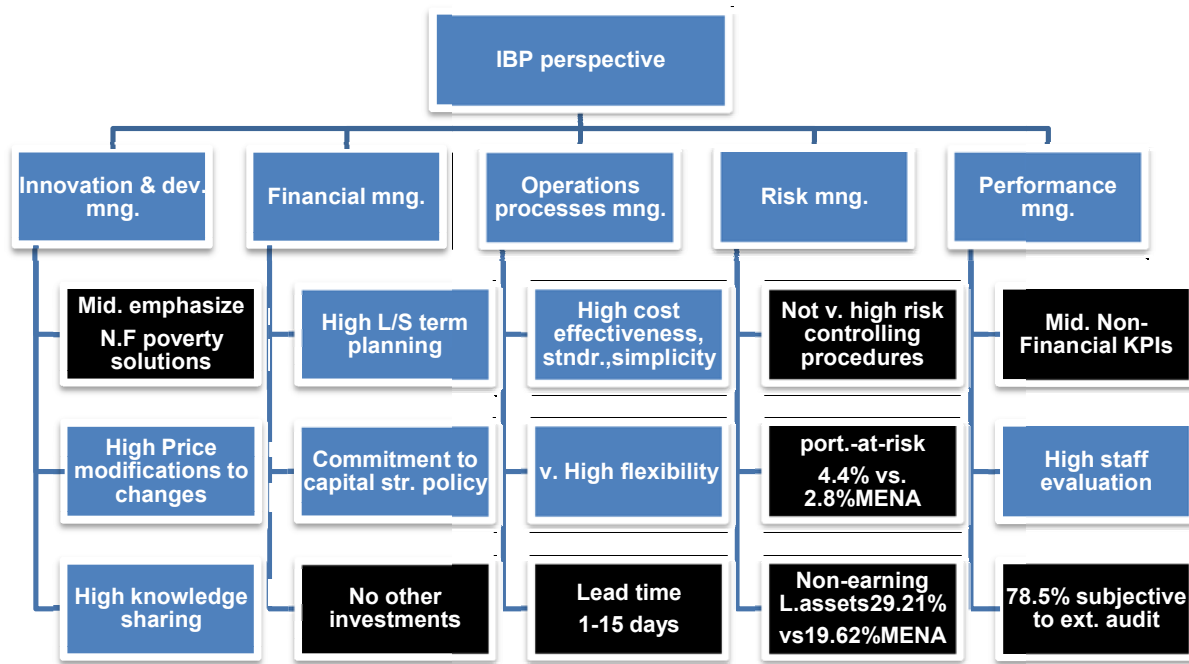 IBP perspective
Innovation & dev.
mng.
Financial mng.
Operations
processes mng.
Risk mng.
Performance
mng.
Mid. emphasize
N.F poverty
solutions
High L/S term
planning
High cost
effectiveness,
stndr.,simplicity
Not v. high risk
controlling
procedures
Mid. Non-
Financial KPIs
High Price
modifications to
changes
Commitment to
capital str. policy
v. High flexibility
port.-at-risk
4.4% vs.
2.8%MENA
High staff
evaluation
High knowledge
sharing
No other
investments
Lead time
1-15 days
Non-earning
L.assets29.21%
vs19.62%MENA
78.5% subjective
to ext. audit